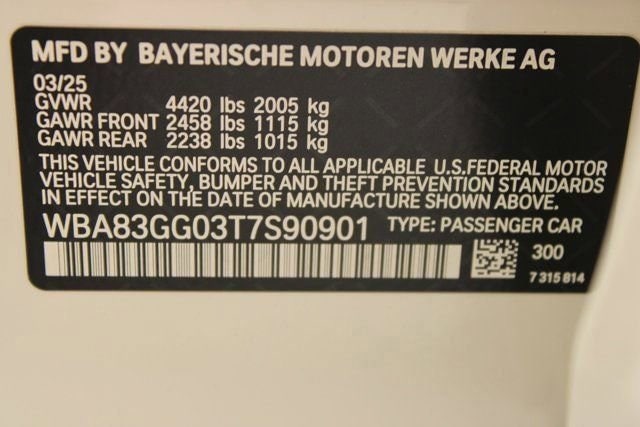 MFD BY BAYERISCHE MOTOREN WERKE AG
03/25
GVWR 4420 lbs 2005 kg
GAWR FRONT 2458 lbs 1115 kg
GAWR REAR 2238 lbs 1015 kg
THIS VEHICLE CONFORMS TO ALL APPLICABLE U.S.FEDERAL MOTOR
VEHICLE SAFETY, BUMPER AND THEFT PREVENTION STANDARDS
IN EFFECT ON THE DATE OF MANUFACTURE SHOWN ABOVE.
WBA83GG03T7S90901 TYPE: PASSENGER CAR
300
7 315 814